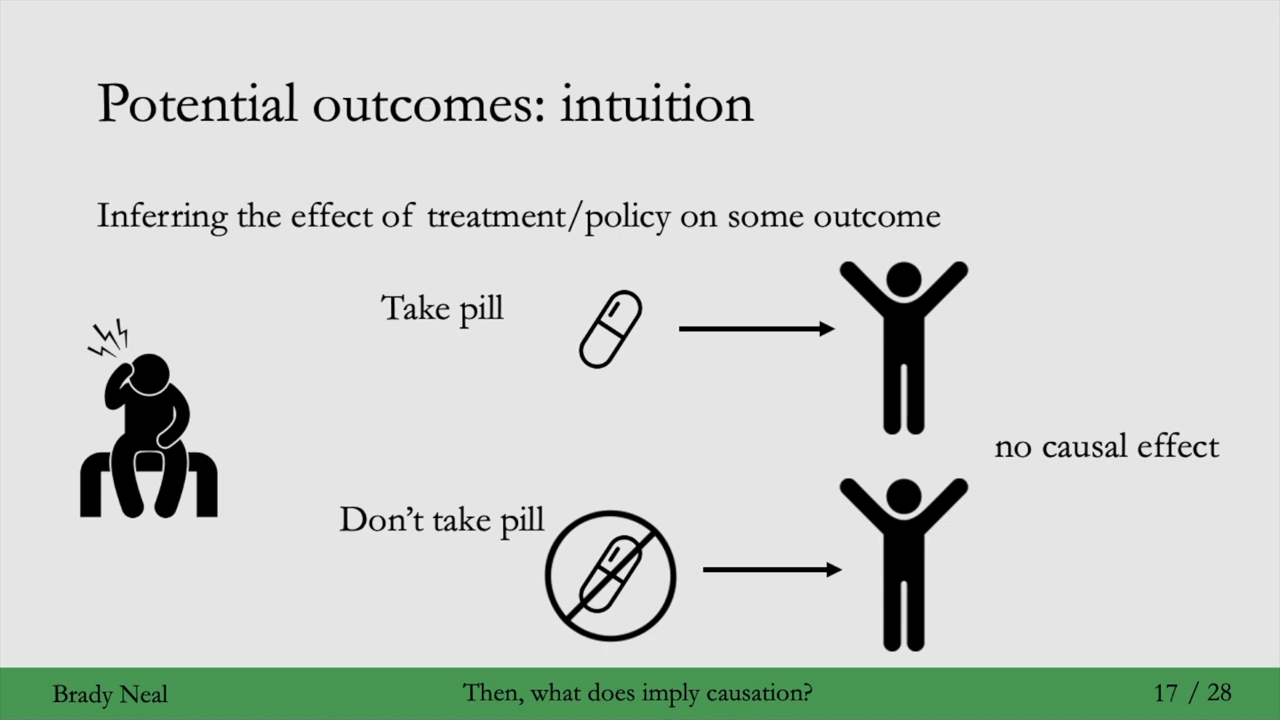 Potential outcomes: intuition
Inferring the effect of treatment/policy on some outcome
Take pill
no causal effect
Don’t take pill
Brady Neal
Then, what does imply causation?
17 / 28